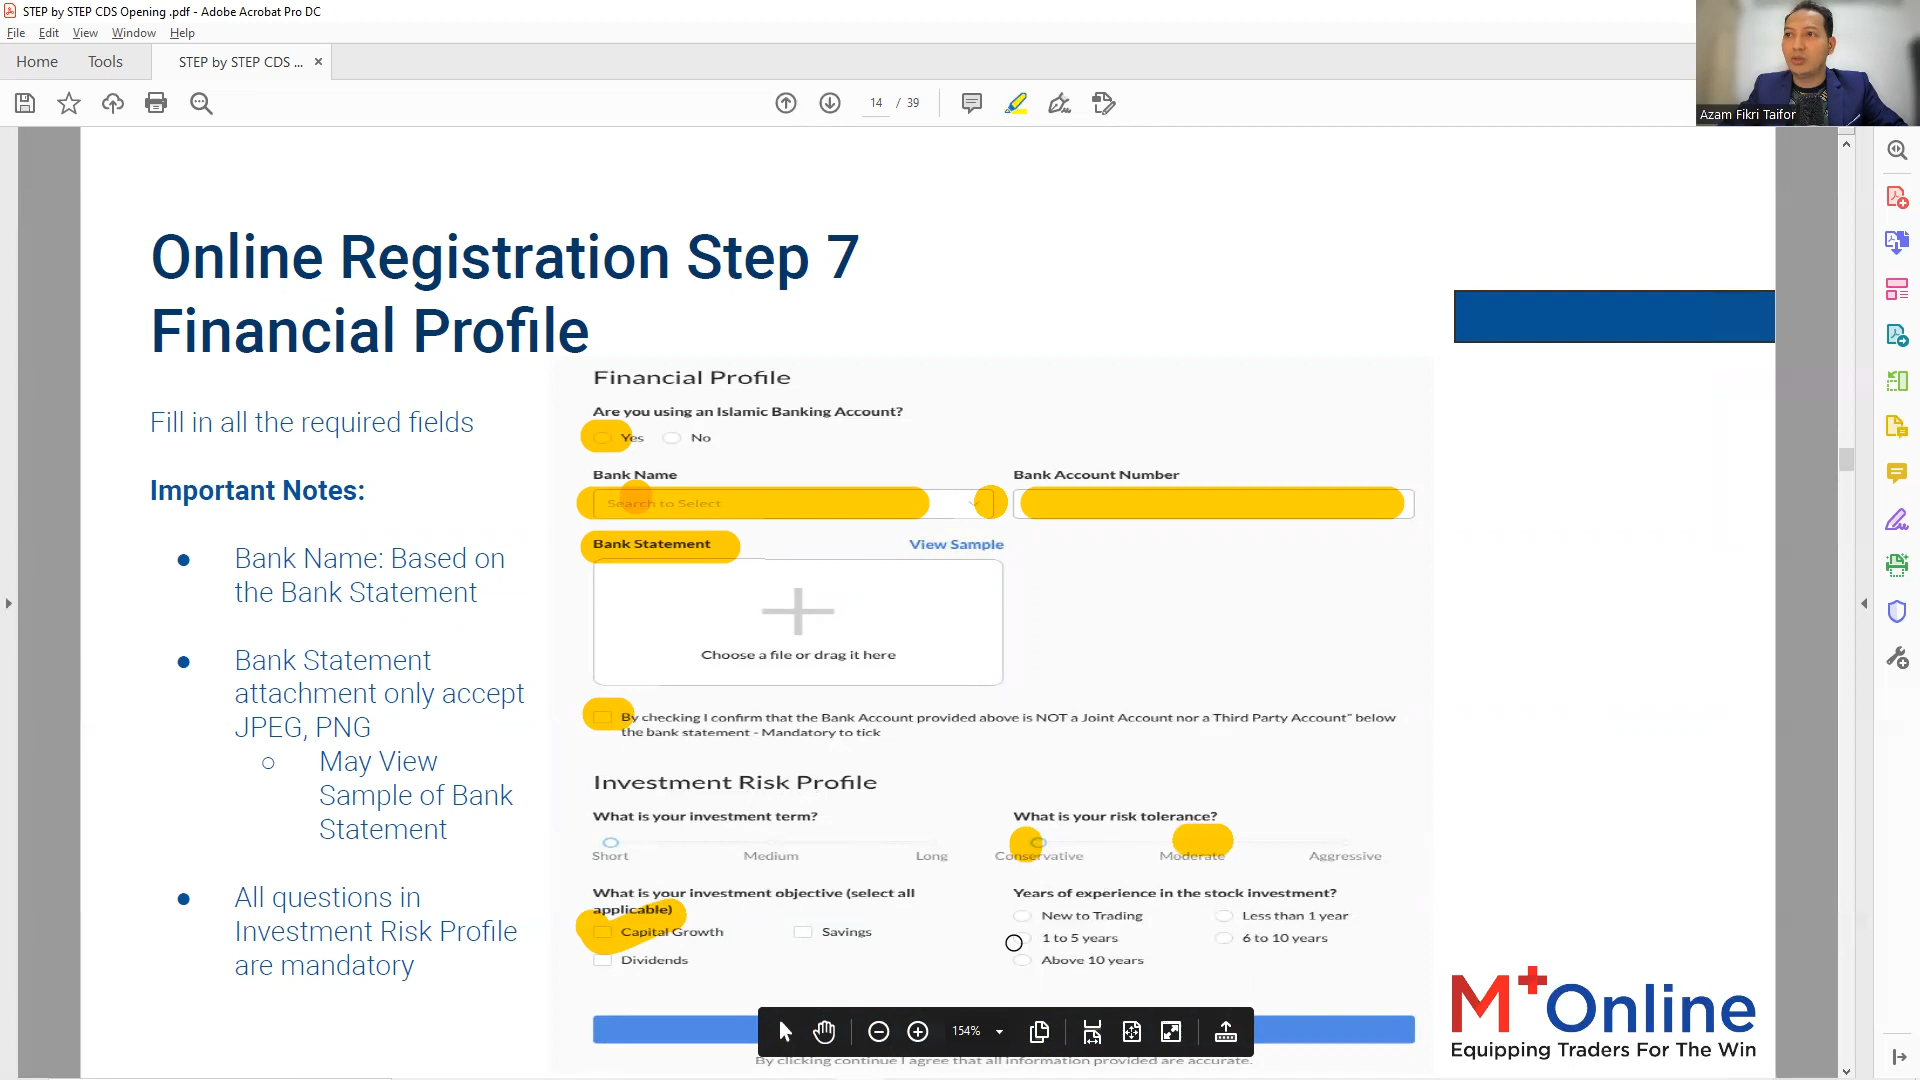 STEP by STEP CDS Opening .pdf - Adobe Acrobat Pro DC
File Edit View Window Help
Home Tools STEP by STEP CDS ... ×
14 / 39
Azam Fikri Taifor
Online Registration Step 7
Financial Profile
Fill in all the required fields
Important Notes:
● Bank Name: Based on
the Bank Statement
● Bank Statement
attachment only accept
JPEG, PNG
○ May View
Sample of Bank
Statement
● All questions in
Investment Risk Profile
are mandatory
Financial Profile
Are you using an Islamic Banking Account?
Yes No
Bank Name Bank Account Number
Search to Select
Bank Statement View Sample
Choose a file or drag it here
By checking I confirm that the Bank Account provided above is NOT a Joint Account nor a Third Party Account" below
the bank statement - Mandatory to tick
Investment Risk Profile
What is your investment term? What is your risk tolerance?
Short Medium Long Conservative Moderate Aggressive
What is your investment objective (select all
applicable)
Capital Growth Savings
Dividends
Years of experience in the stock investment?
New to Trading Less than 1 year
1 to 5 years 6 to 10 years
Above 10 years
154%
By clicking continue I agree that all information provided are accurate.
M+Online
Equipping Traders For The Win